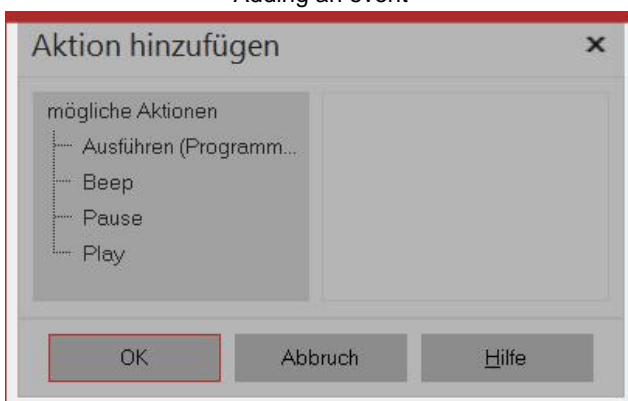 Adding an event
Aktion hinzufügen
mögliche Aktionen
Ausführen (Programm...
Beep
Pause
Play
OK Abbruch Hilfe